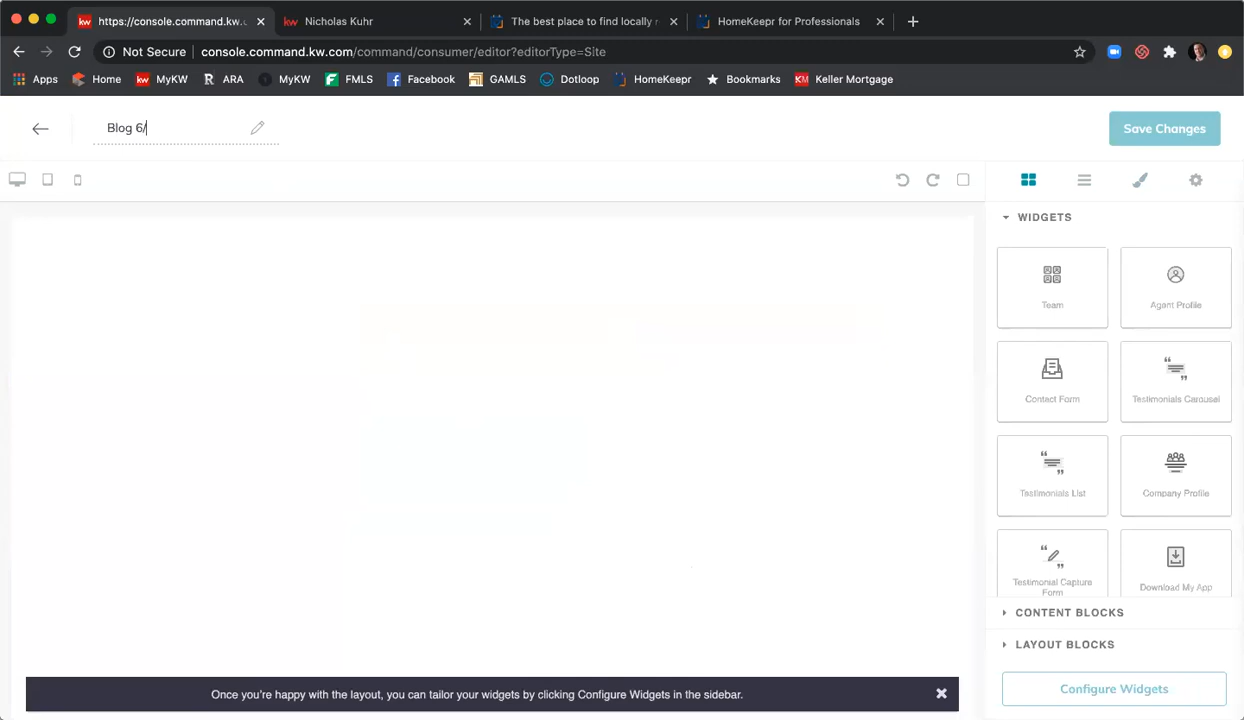 https://console.command.kw.c
Nicholas Kuhr
The best place to find locally r
HomeKeepr for Professionals
Not Secure
console.command.kw.com/command/consumer/editor?editorType=Site
Apps
Home
kw MyKW
R ARA
MyKW
FMLS
Facebook
GAMLS
Dotloop
HomeKeepr
Bookmarks
KM Keller Mortgage
Blog 6/
Save Changes
WIDGETS
Team
Agent Profile
Contact Form
Testimonials Carousel
Testimonials List
Company Profile
Testimonial Capture
Form
Download My App
CONTENT BLOCKS
LAYOUT BLOCKS
Configure Widgets
Once you're happy with the layout, you can tailor your widgets by clicking Configure Widgets in the sidebar.